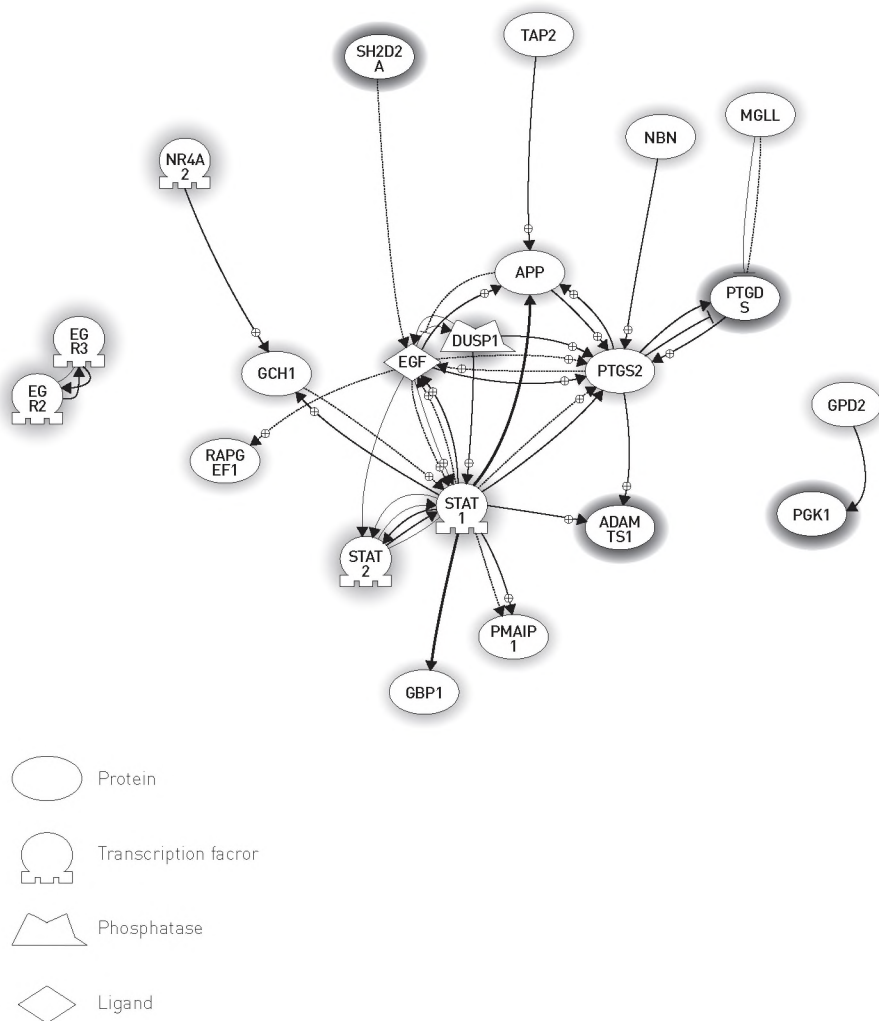 TAP2
SH2D2
A
MGLL
NBN
NR4A
2
APP
PTGD
S
EG
R3
DUSP1
EGF
PTGS2
GCH1
EG
R2
GPD2
RAPG
EF1
STAT
1
ADAM
TS1
PGK1
STAT
2
PMAIP
1
GBP1
Protein
Transcription facror
Phosphatase
Ligand